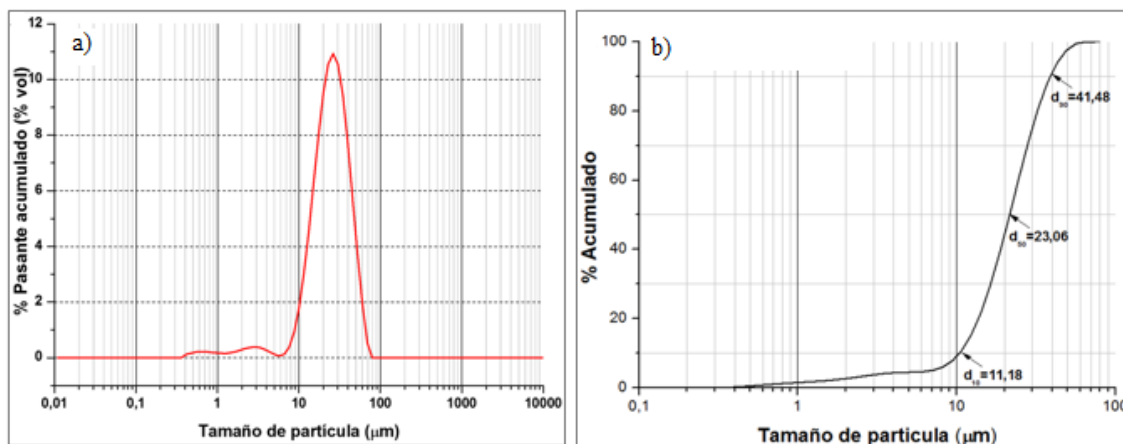 a)
% Pasante acumulado (% vol)
12
10
8
6
4
2
0
0,01 0,1 1 10 100 1000 10000
Tamaño de partícula (µm)
b)
% Acumulado
100
80
60
40
20
0
d90=41,48
d50=23,06
d10=11,18
0,1 1 10 100
Tamaño de partícula (µm)